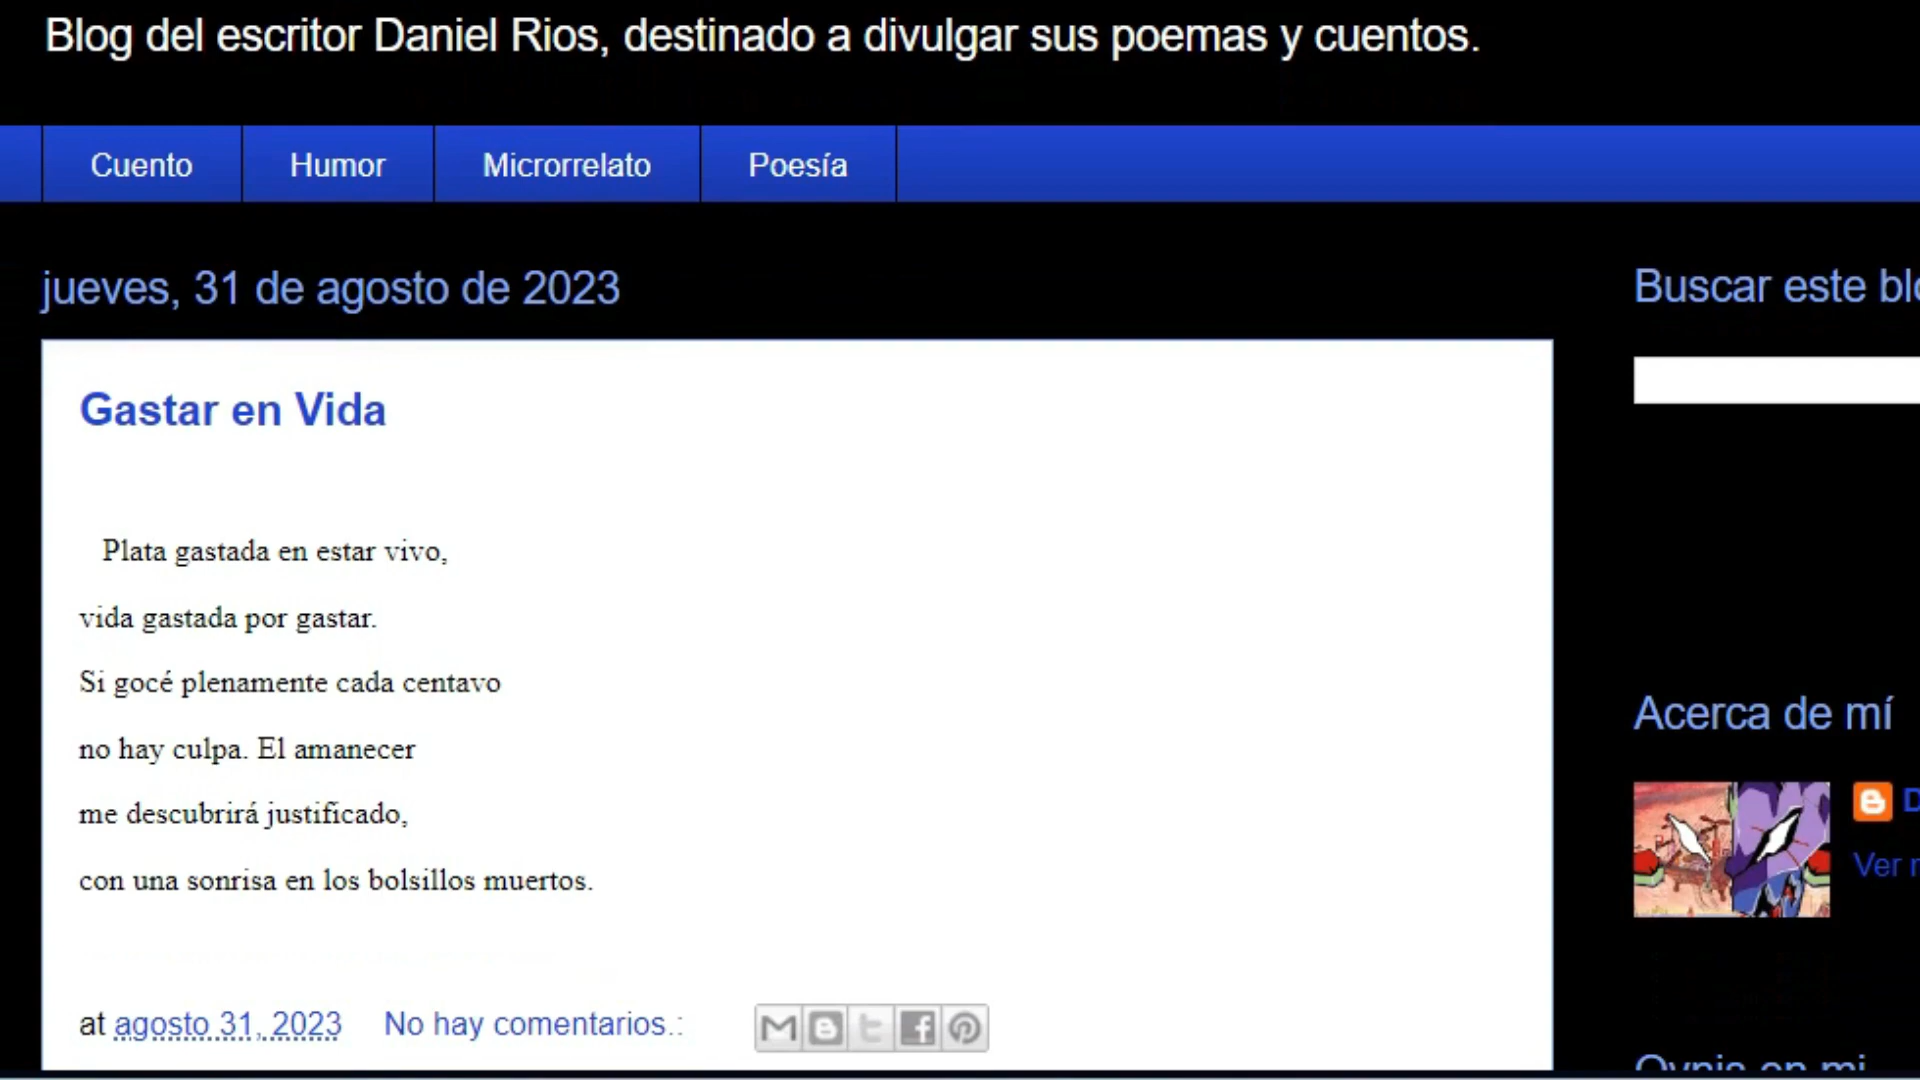 Blog del escritor Daniel Rios, destinado a divulgar sus poemas y cuentos.
Cuento
Humor
Microrrelato
Poesía
jueves, 31 de agosto de 2023
Buscar este
Gastar en Vida
Plata gastada en estar vivo,
vida gastada por gastar.
Si gocé plenamente cada centavo
no hay culpa. El amanecer
me descubrirá justificado,
con una sonrisa en los bolsillos muertos.
Acerca de mí
Ver
at agosto 31, 2023
No hay comentarios.: